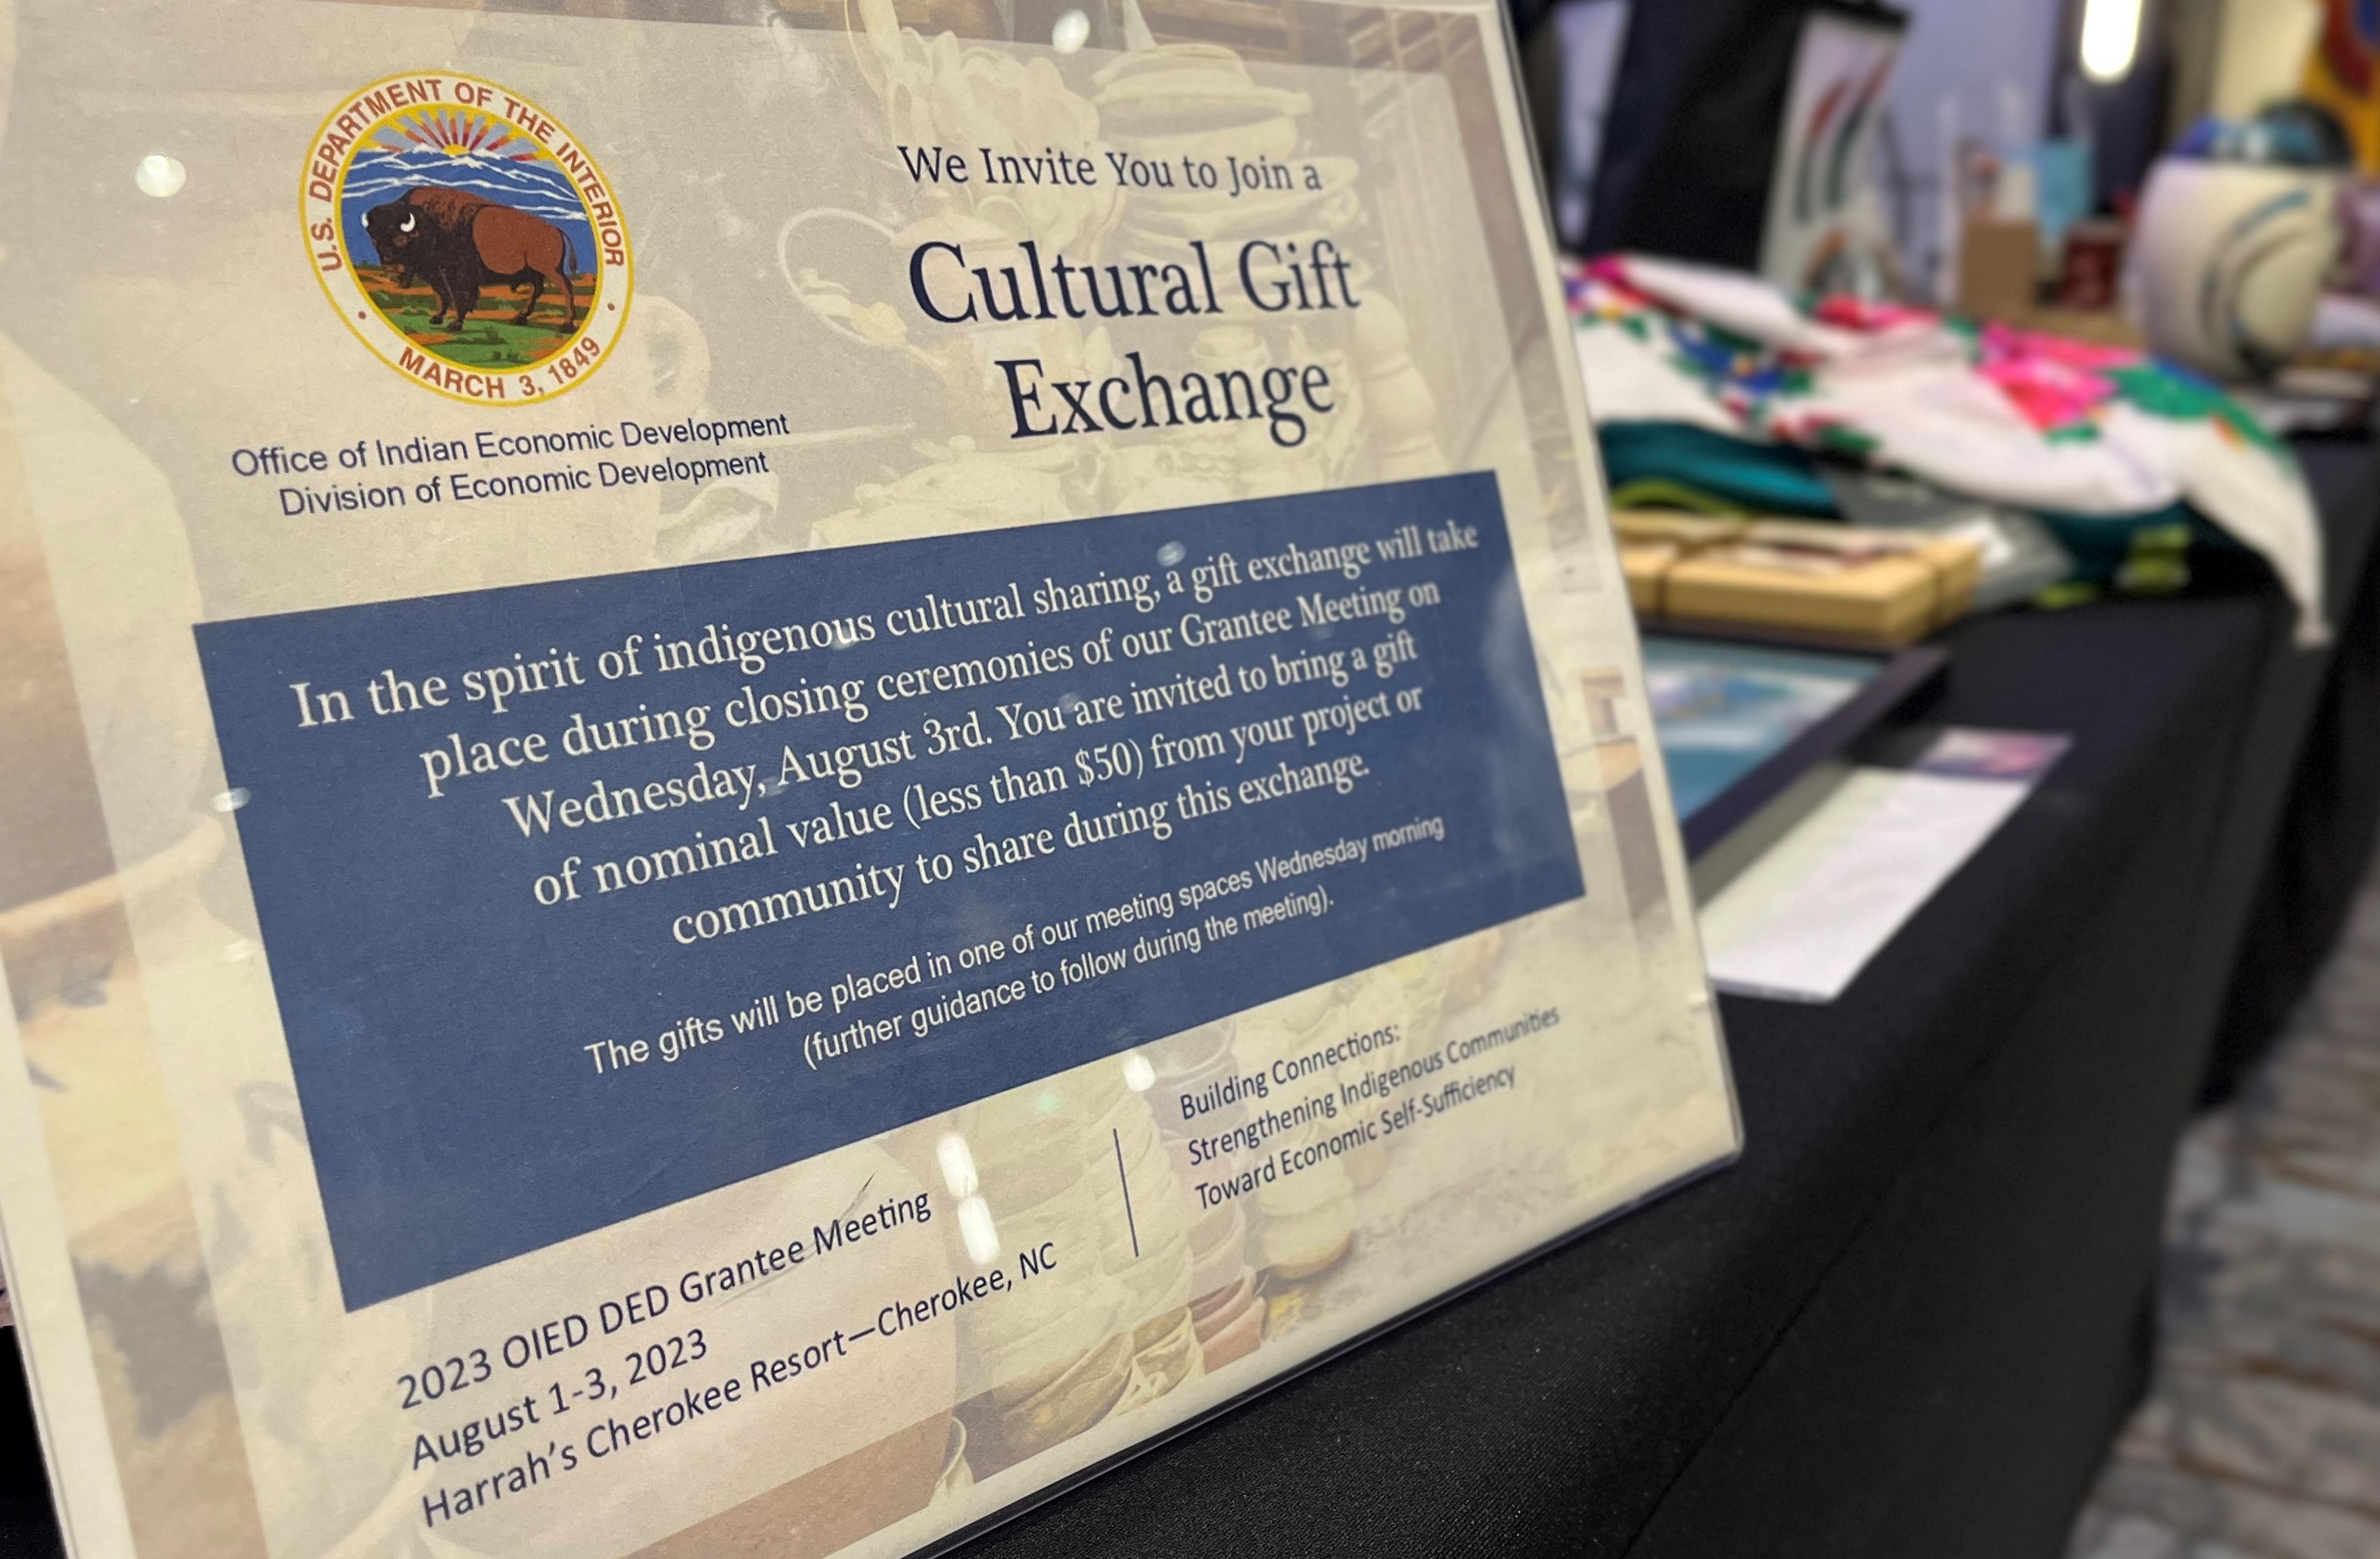 U.S. DEPARTMENT OF THE INTERIOR
MARCH 3, 1849
Office of Indian Economic Development
Division of Economic Development
We Invite You to Join a
Cultural Gift
Exchange
In the spirit of indigenous cultural sharing, a gift exchange will take
place during closing ceremonies of our Grantee Meeting on
Wednesday, August 3rd. You are invited to bring a gift
of nominal value (less than $50) from your project or
community to share during this exchange.
The gifts will be placed in one of our meeting spaces Wednesday morning
(further guidance to follow during the meeting).
2023 OIED DED Grantee Meeting
August 1-3, 2023
Harrah's Cherokee Resort—Cherokee, NC
Building Connections:
Strengthening Indigenous Communities
Toward Economic Self-Sufficiency